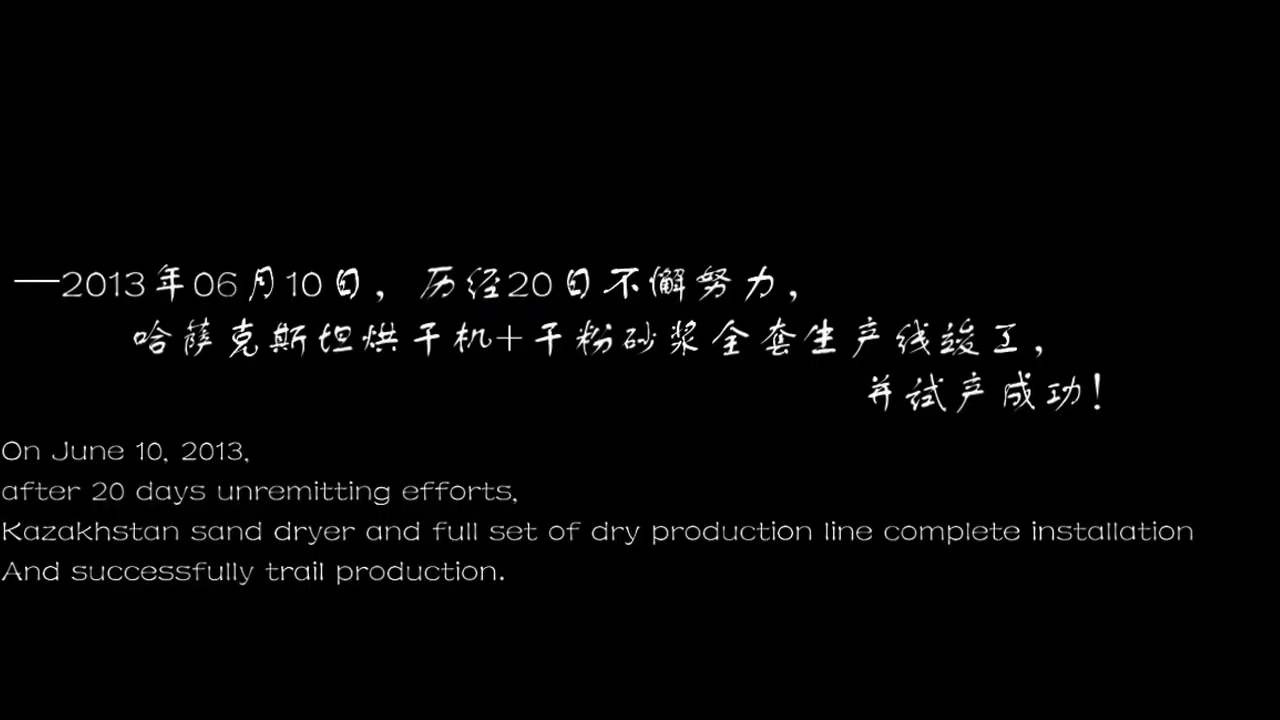 —2013年06月10日，历经20日不懈努力，
哈萨克斯坦烘干机+干粉砂浆全套生产线竣工，
并试产成功！
On June 10, 2013,
after 20 days unremitting efforts,
Kazakhstan sand dryer and full set of dry production line complete installation
And successfully trail production.